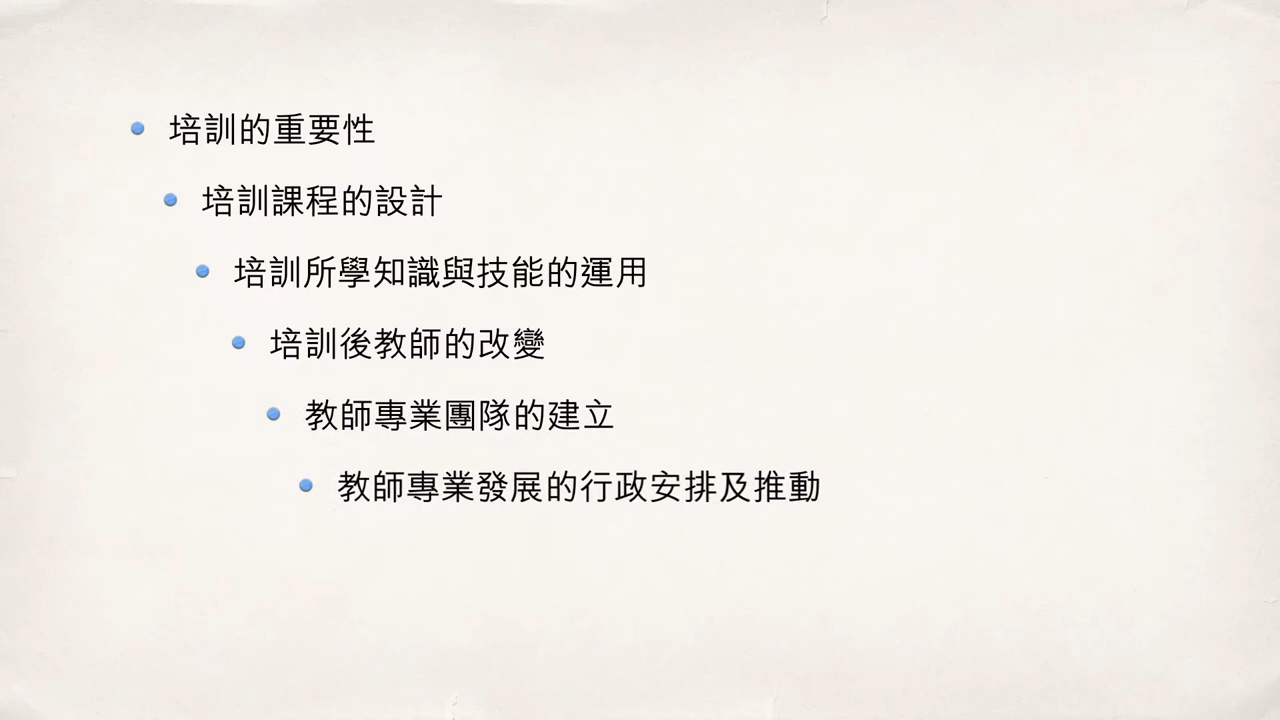 培訓的重要性
培訓課程的設計
培訓所學知識與技能的運用
培訓後教師的改變
教師專業團隊的建立
教師專業發展的行政安排及推動